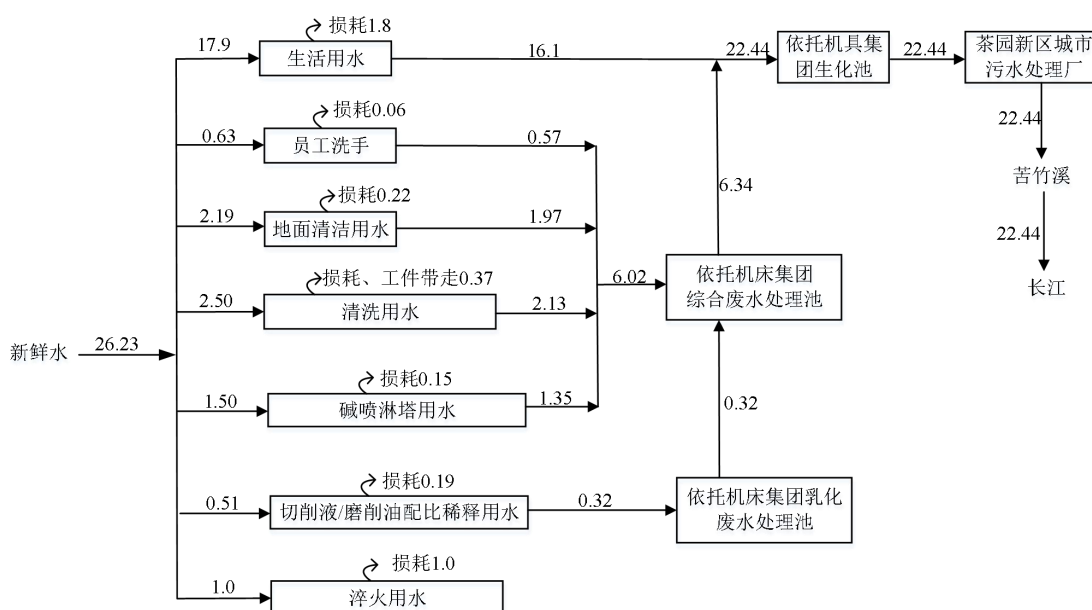 损耗1.8
17.9
生活用水
16.1
22.44
依托机具集
团生化池
22.44
茶园新区城市
污水处理厂
22.44
苦竹溪
22.44
长江
损耗0.06
0.63
员工洗手
0.57
损耗0.22
2.19
地面清洁用水
1.97
损耗、工件带走0.37
2.50
清洗用水
2.13
6.02
依托机床集团
综合废水处理池
6.34
新鲜水
26.23
损耗0.15
1.50
碱喷淋塔用水
1.35
0.32
损耗0.19
0.51
切削液/磨削油配比稀释用水
0.32
依托机床集团乳化
废水处理池
损耗1.0
1.0
淬火用水